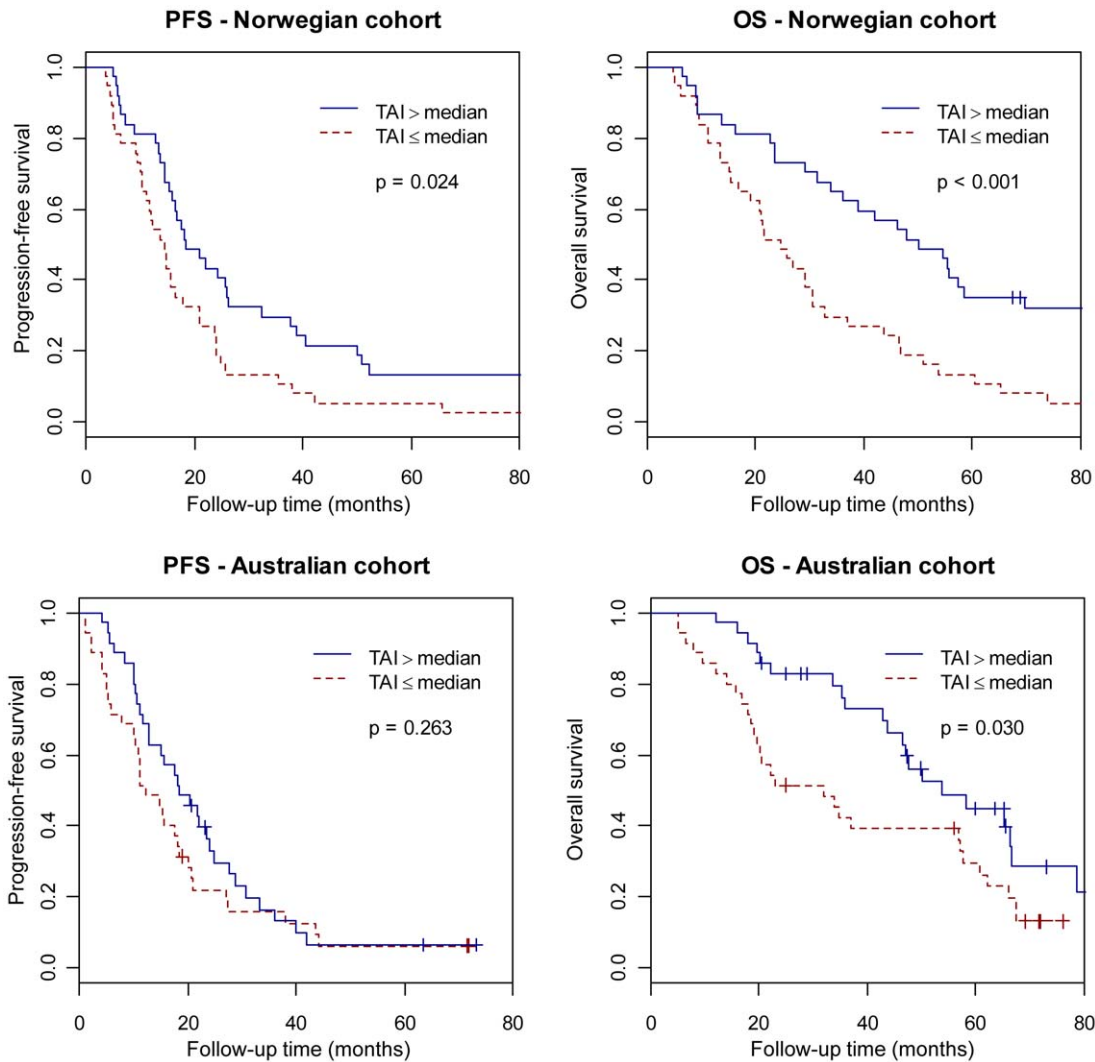 PFS - Norwegian cohort
Progression-free survival
1.0
0.8
0.6
0.4
0.2
0.0
TAI > median
TAI ≤ median
p = 0.024
0 20 40 60 80
Follow-up time (months)
OS - Norwegian cohort
Overall survival
1.0
0.8
0.6
0.4
0.2
0.0
TAI > median
TAI ≤ median
p < 0.001
0 20 40 60 80
Follow-up time (months)
PFS - Australian cohort
Progression-free survival
1.0
0.8
0.6
0.4
0.2
0.0
TAI > median
TAI ≤ median
p = 0.263
0 20 40 60 80
Follow-up time (months)
OS - Australian cohort
Overall survival
1.0
0.8
0.6
0.4
0.2
0.0
TAI > median
TAI ≤ median
p = 0.030
0 20 40 60 80
Follow-up time (months)